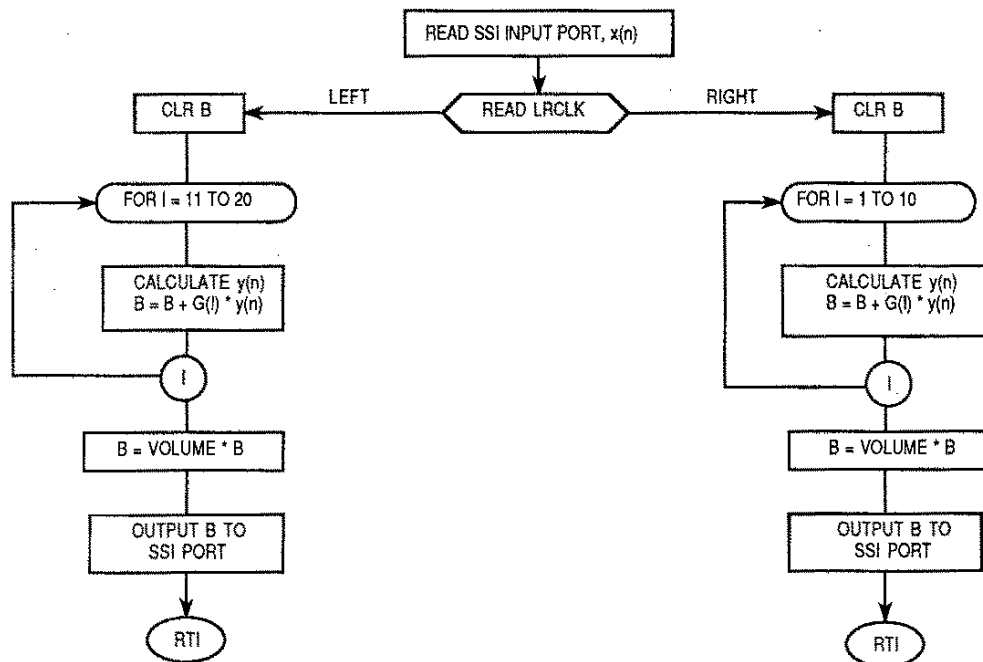 READ SSI INPUT PORT, x(n)
LEFT
READ LRCLK
RIGHT
CLR B
CLR B
FOR I = 11 TO 20
FOR I = 1 TO 10
CALCULATE y(n)
B = B + G(I) * y(n)
CALCULATE y(n)
B = B + G(I) * y(n)
I
I
B = VOLUME * B
B = VOLUME * B
OUTPUT B TO
SSI PORT
OUTPUT B TO
SSI PORT
RTI
RTI